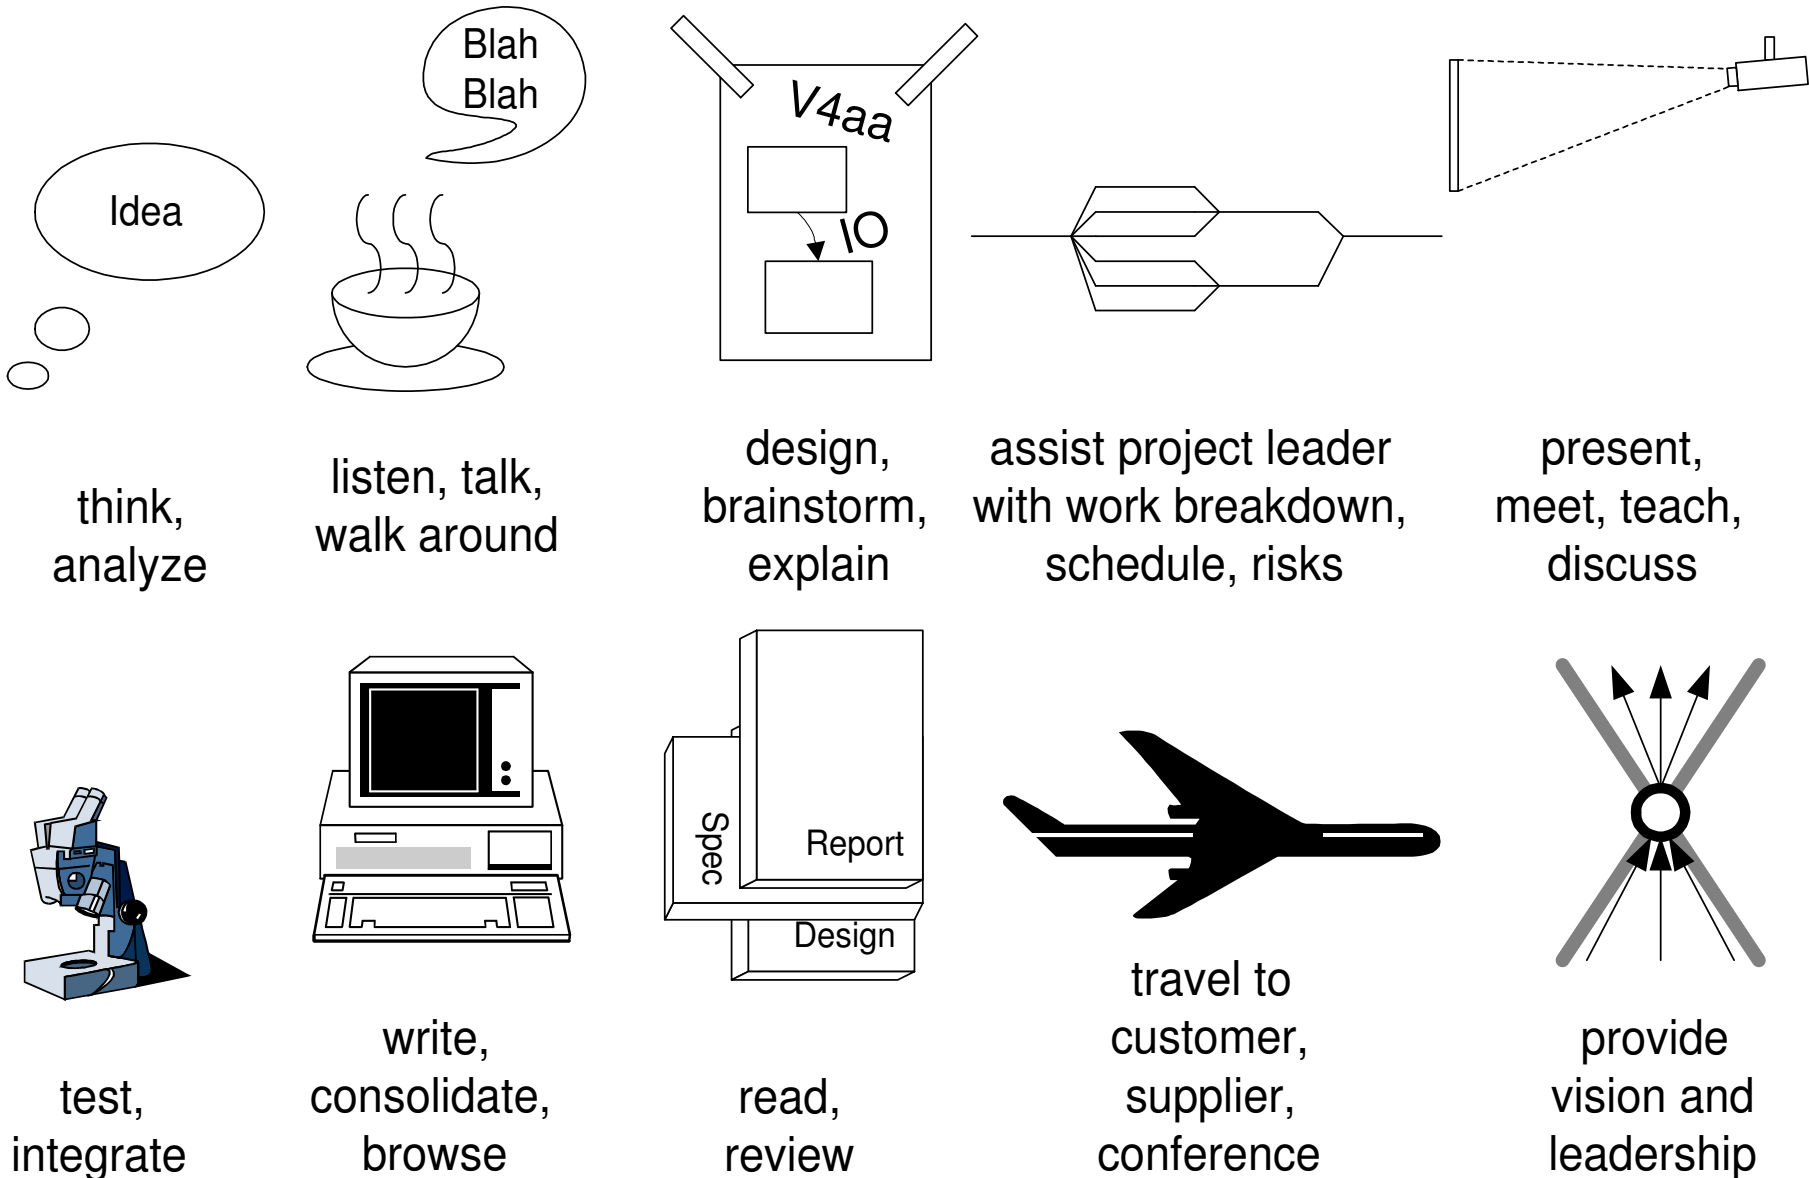 Blah
Blah
Idea
V4aa
IO
think,
analyze
listen, talk,
walk around
design,
brainstorm,
explain
assist project leader
with work breakdown,
schedule, risks
present,
meet, teach,
discuss
Spec
Report
Design
test,
integrate
write,
consolidate,
browse
read,
review
travel to
customer,
supplier,
conference
provide
vision and
leadership